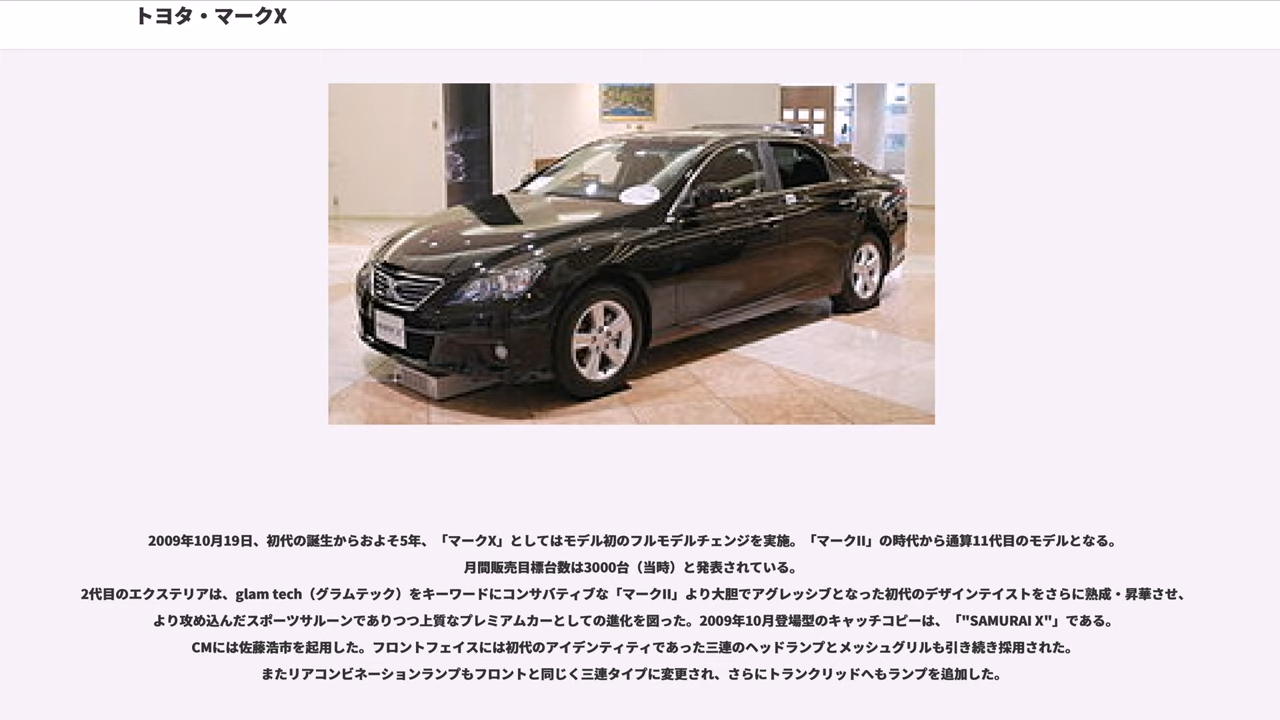 トヨタ・マークX
2009年10月19日、初代の誕生からおよそ5年、「マークX」としてはモデル初のフルモデルチェンジを実施。「マークII」の時代から通算11代目のモデルとなる。
月間販売目標台数は3000台（当時）と発表されている。
2代目のエクステリアは、glam tech（グラムテック）をキーワードにコンサバティブな「マークII」より大胆でアグレッシブとなった初代のデザインテイストをさらに熟成・昇華させ、
より攻め込んだスポーツサルーンでありつつ上質なプレミアムカーとしての進化を図った。2009年10月登場型のキャッチコピーは、「"SAMURAI X"」である。
CMには佐藤浩市を起用した。フロントフェイスには初代のアイデンティティであった三連のヘッドランプとメッシュグリルも引き続き採用された。
またリアコンビネーションランプもフロントと同じく三連タイプに変更され、さらにトランクリッドへもランプを追加した。